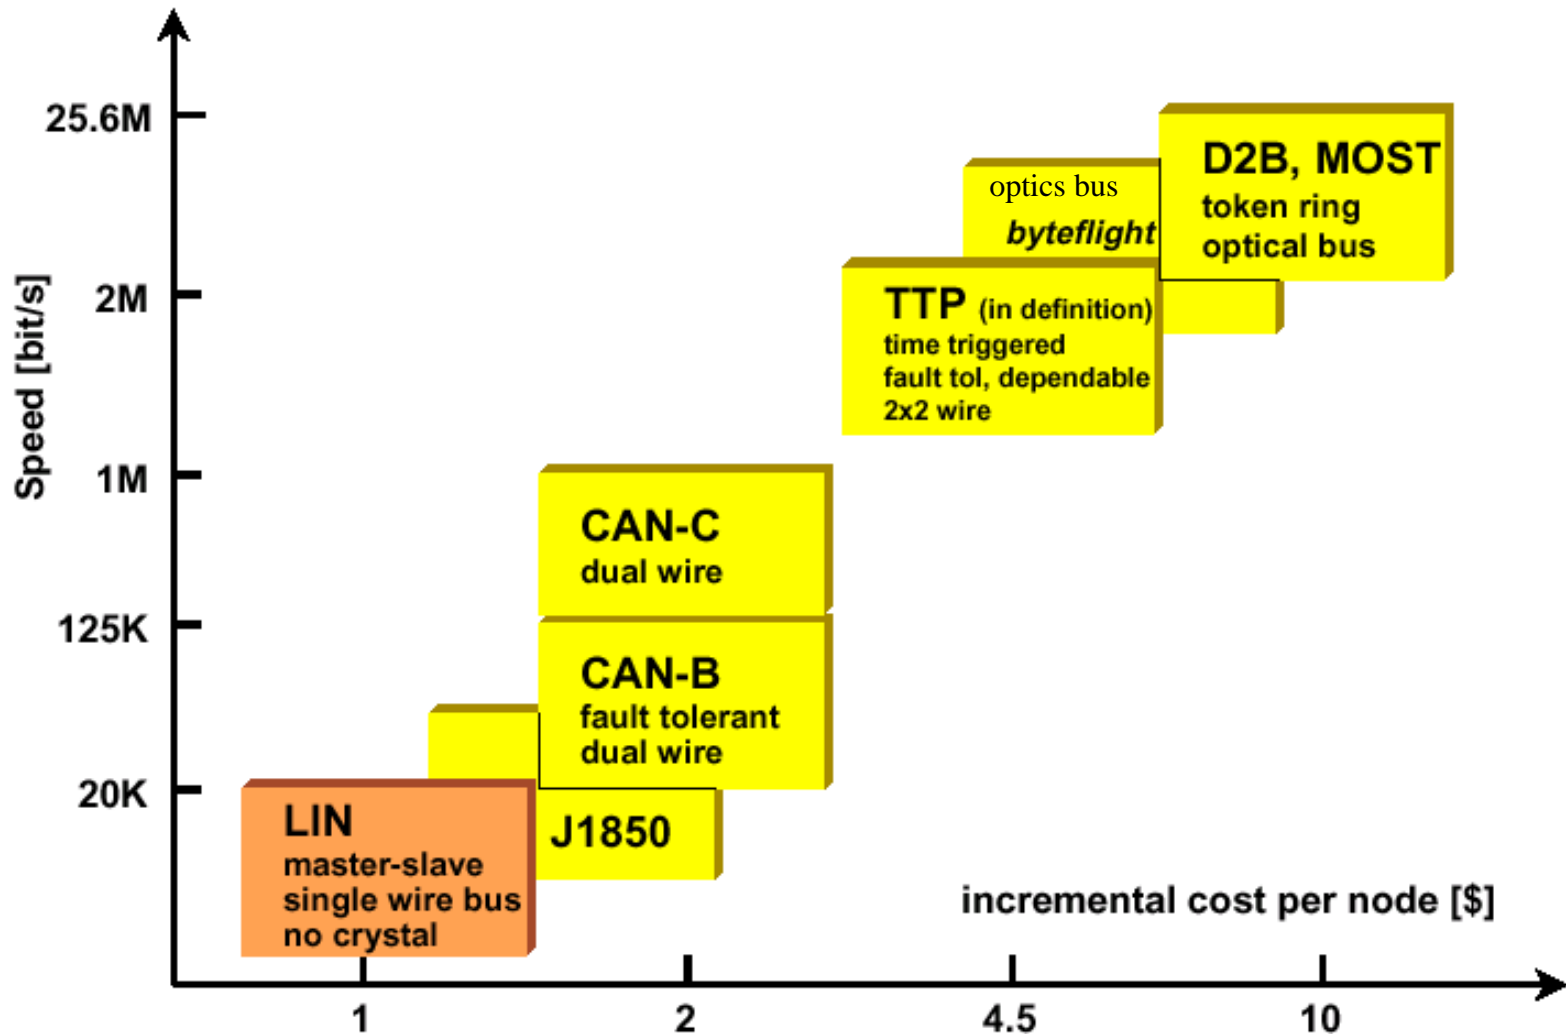 25.6M
2M
1M
125K
20K
Speed [bit/s]
D2B, MOST
token ring
optical bus
optics bus
byteflight
TTP (in definition)
time triggered
fault tol, dependable
2x2 wire
CAN-C
dual wire
CAN-B
fault tolerant
dual wire
J1850
LIN
master-slave
single wire bus
no crystal
incremental cost per node [$]
1
2
4.5
10